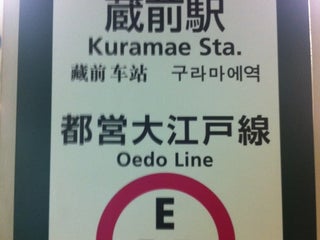 蔵前駅
Kuramae Sta.
藏前车站 구라마에역
都営大江戸線
Oedo Line
E